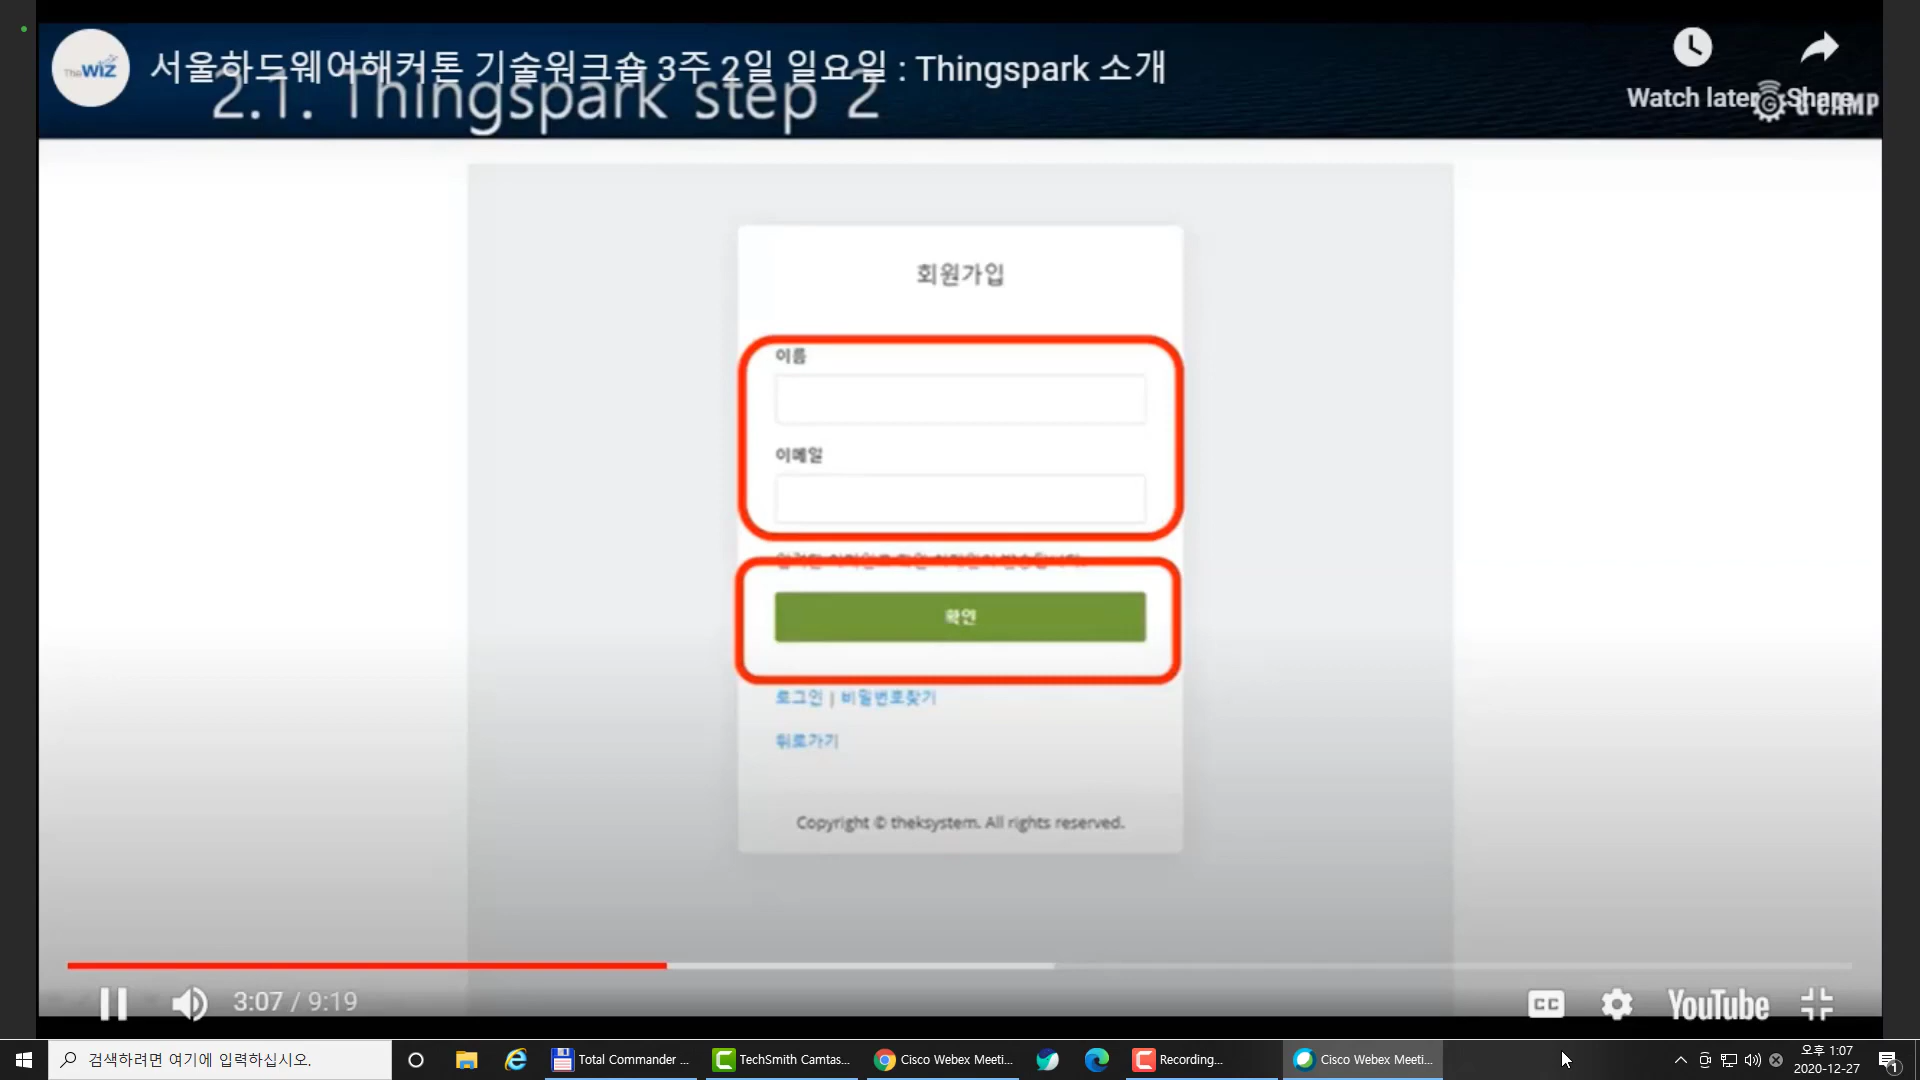 The WIZ
서울하드웨어해커톤 기술워크숍 3주 2일 일요일 : Thingspark 소개
Watch later
Share
2.1. Thingspark step 2
G CAMP
회원가입
이름
이메일
확인
로그인 | 비밀번호찾기
뒤로가기
Copyright © theksystem. All rights reserved.
3:07 / 9:19
CC
YouTube
검색하려면 여기에 입력하십시오.
Total Commander ...
TechSmith Camtas...
Cisco Webex Meeti...
Recording...
Cisco Webex Meeti...
오후 1:07
2020-12-27
1